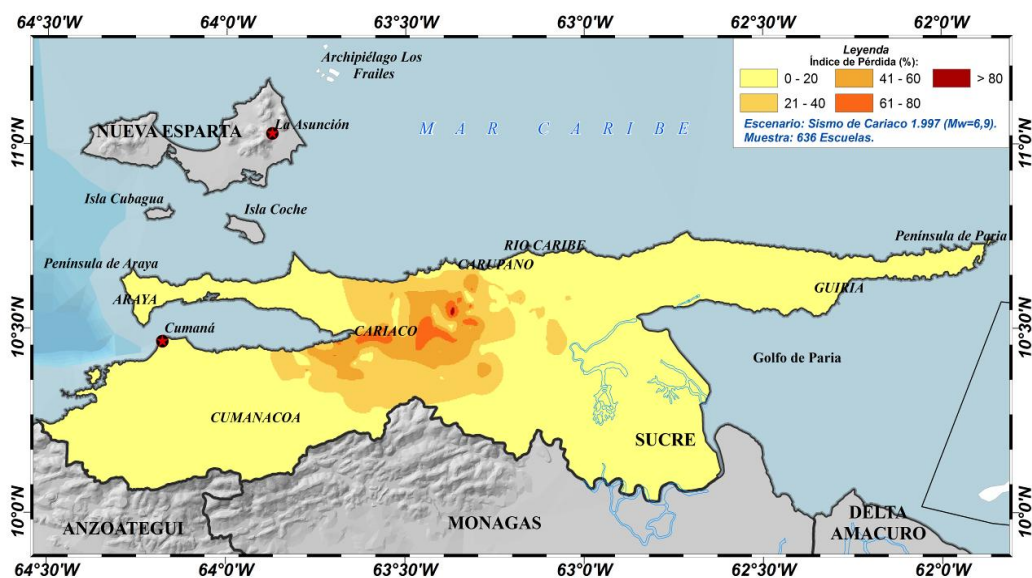 64°30'W 64°0'W 63°30'W 63°0'W 62°30'W 62°0'W
Archipiélago Los
Frailes
Leyenda
Índice de Pérdida (%):
0 - 20 41 - 60 > 80
21 - 40 61 - 80
Escenario: Sismo de Cariaco 1.997 (Mw=6,9).
Muestra: 636 Escuelas.
NUEVA ESPARTA
La Asunción
MAR CARIBE
11°0'N 11°0'N
Isla Cubagua
Isla Coche
RIO CARIBE
Península de Paria
Península de Araya
CARUPANO
ARAYA
GUIRIA
10°30'N 10°30'N
Cumaná
CARIACO
Golfo de Paria
CUMANACOA
SUCRE
10°0'N 10°0'N
ANZOATEGUI
MONAGAS
DELTA
AMACURO
64°30'W 64°0'W 63°30'W 63°0'W 62°30'W 62°0'W